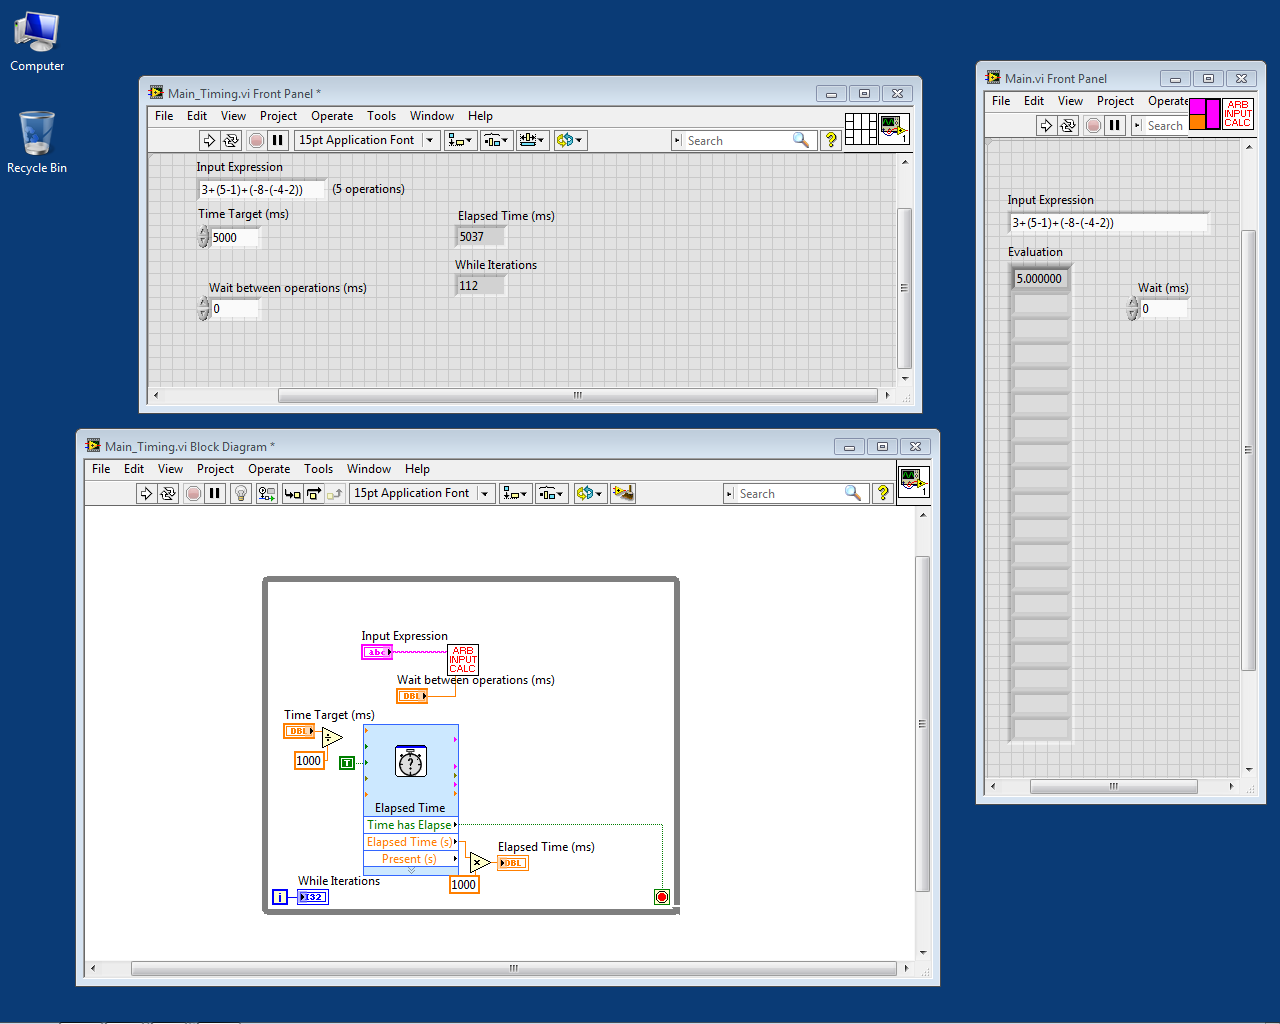 Computer
Recycle Bin
Main_Timing.vi Front Panel *
File Edit View Project Operate Tools Window Help
15pt Application Font
Search
?
1
Input Expression
3+(5-1)+(-8-(-4-2)) (5 operations)
Time Target (ms)
5000
Wait between operations (ms)
0
Elapsed Time (ms)
5037
While Iterations
112
Main_Timing.vi Block Diagram *
File Edit View Project Operate Tools Window Help
15pt Application Font
Search
?
1
Input Expression
abc
ARB
INPUT
CALC
Wait between operations (ms)
DBL
Time Target (ms)
DBL
÷
1000
T
?
Elapsed Time
Time has Elapse
Elapsed Time (s)
Present (s)
×
1000
Elapsed Time (ms)
DBL
While Iterations
i
I32
Main.vi Front Panel
File Edit View Project Operate
Search
ARB
INPUT
CALC
Input Expression
3+(5-1)+(-8-(-4-2))
Evaluation
5.000000
Wait (ms)
0